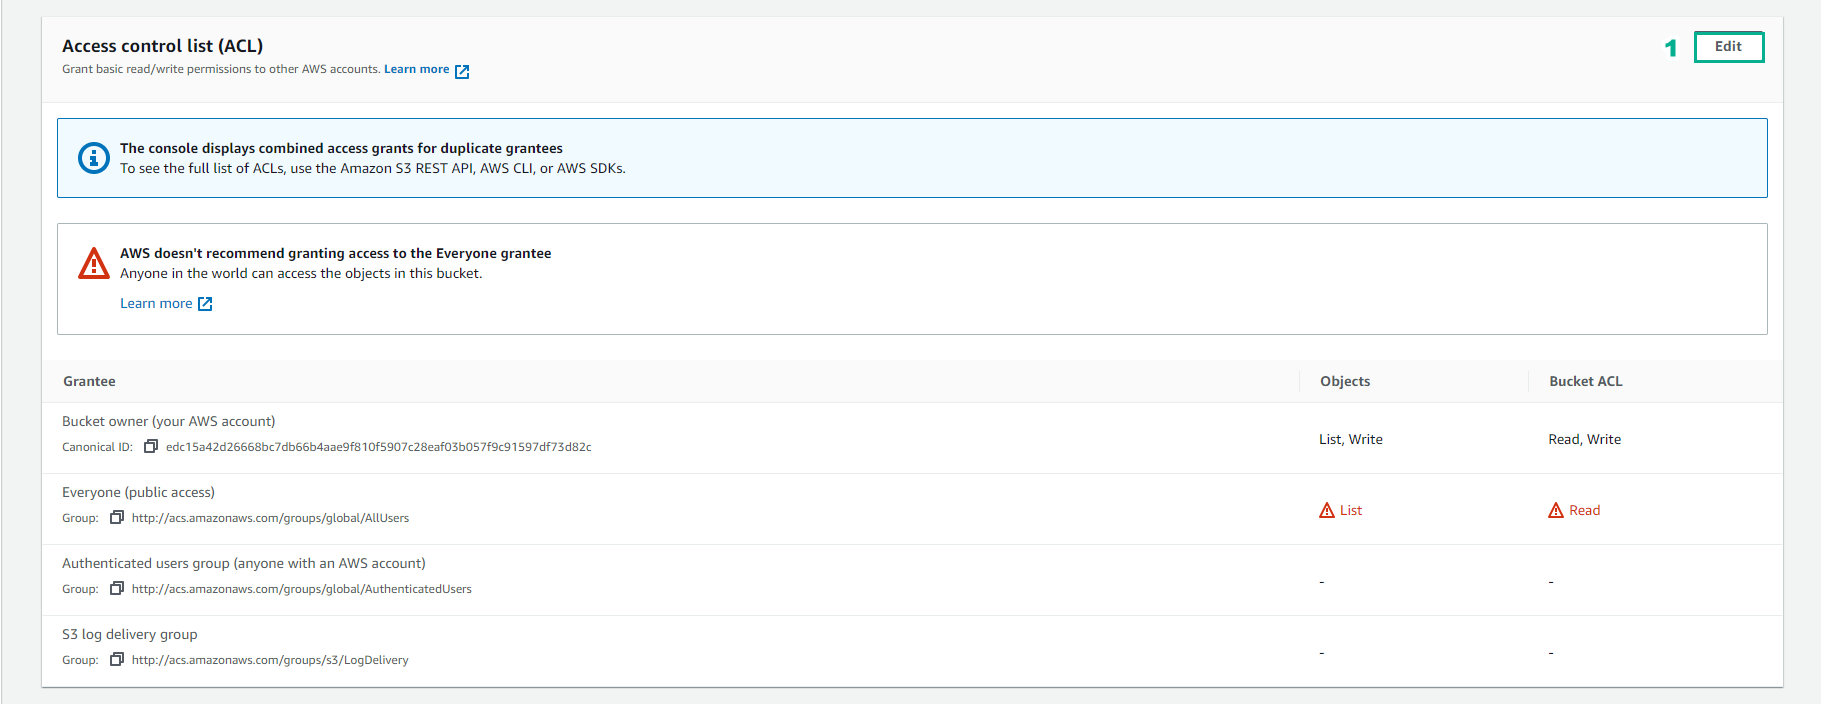 Access control list (ACL)
1 Edit
Grant basic read/write permissions to other AWS accounts. Learn more
The console displays combined access grants for duplicate grantees
To see the full list of ACLs, use the Amazon S3 REST API, AWS CLI, or AWS SDKs.
AWS doesn't recommend granting access to the Everyone grantee
Anyone in the world can access the objects in this bucket.
Learn more
Grantee Objects Bucket ACL
Bucket owner (your AWS account)
Canonical ID: edc15a42d26668bc7db66b4aae9f810f5907c28eaf03b057f9c91597df73d82c
List, Write Read, Write
Everyone (public access)
Group: http://acs.amazonaws.com/groups/global/AllUsers
List Read
Authenticated users group (anyone with an AWS account)
Group: http://acs.amazonaws.com/groups/global/AuthenticatedUsers
- -
S3 log delivery group
Group: http://acs.amazonaws.com/groups/s3/LogDelivery
- -